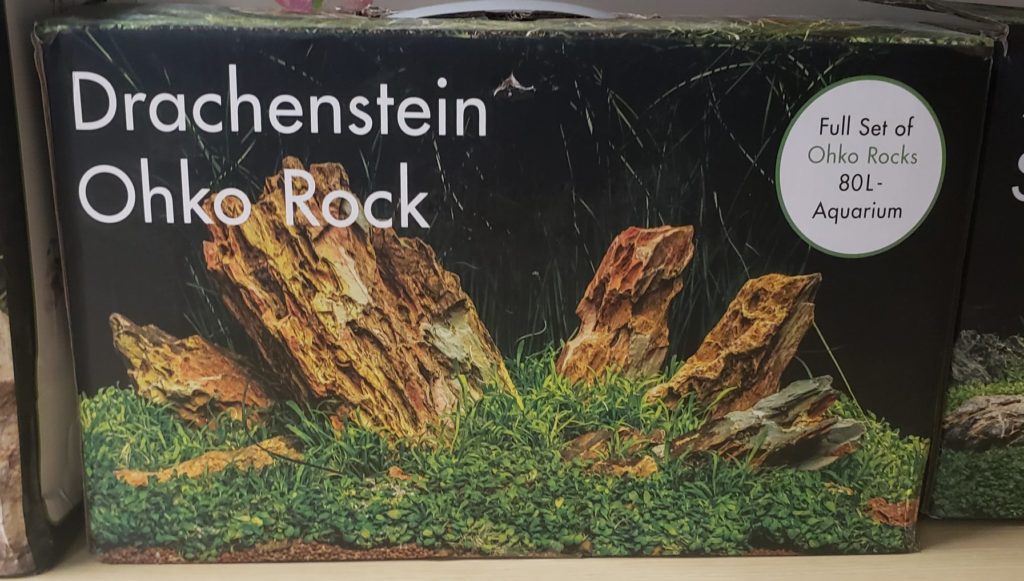 Drachenstein
Ohko Rock
Full Set of
Ohko Rocks
80L-
Aquarium